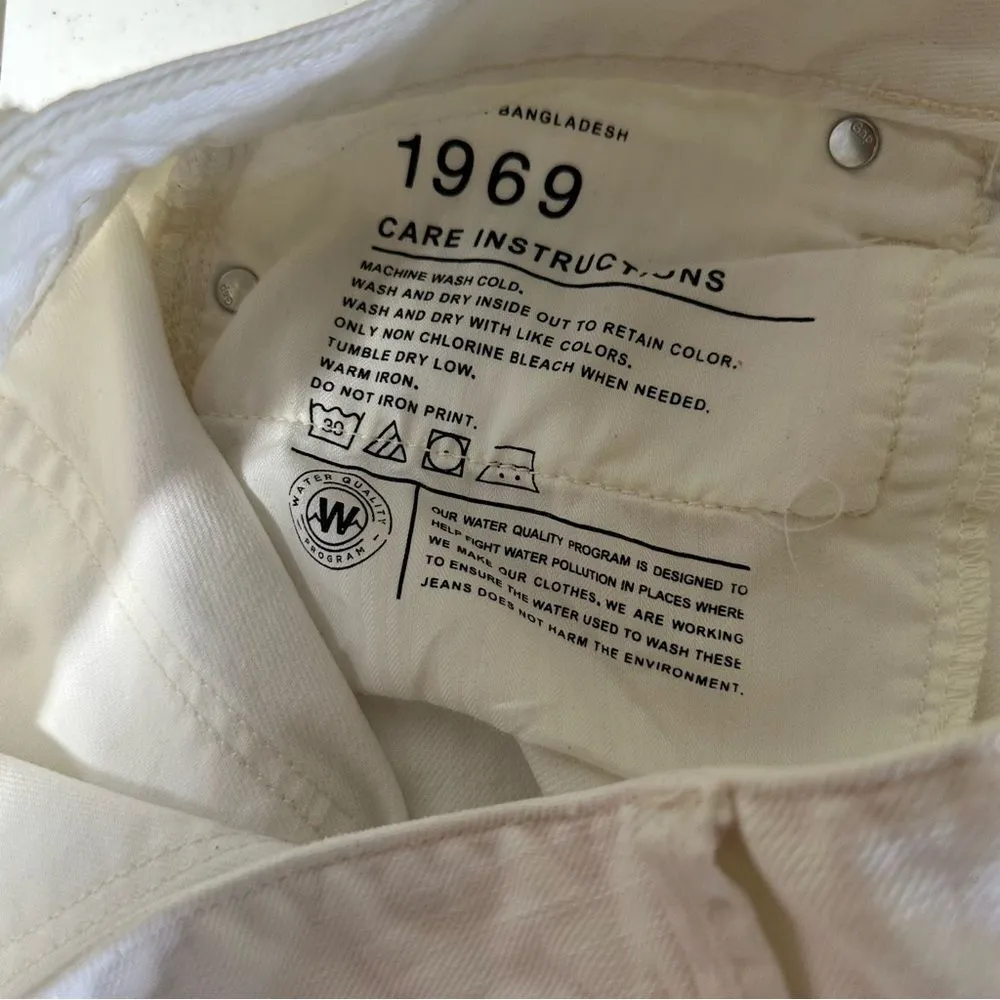 BANGLADESH
1969
CARE INSTRUCTIONS
MACHINE WASH COLD.
WASH AND DRY INSIDE OUT TO RETAIN COLOR.
WASH AND DRY WITH LIKE COLORS.
ONLY NON CHLORINE BLEACH WHEN NEEDED.
TUMBLE DRY LOW.
WARM IRON.
DO NOT IRON PRINT.
30
WATER QUALITY
W
PROGRAM
OUR WATER QUALITY PROGRAM IS DESIGNED TO
HELP FIGHT WATER POLLUTION IN PLACES WHERE
WE MAKE OUR CLOTHES. WE ARE WORKING
TO ENSURE THE WATER USED TO WASH THESE
JEANS DOES NOT HARM THE ENVIRONMENT.
Gap
Gap